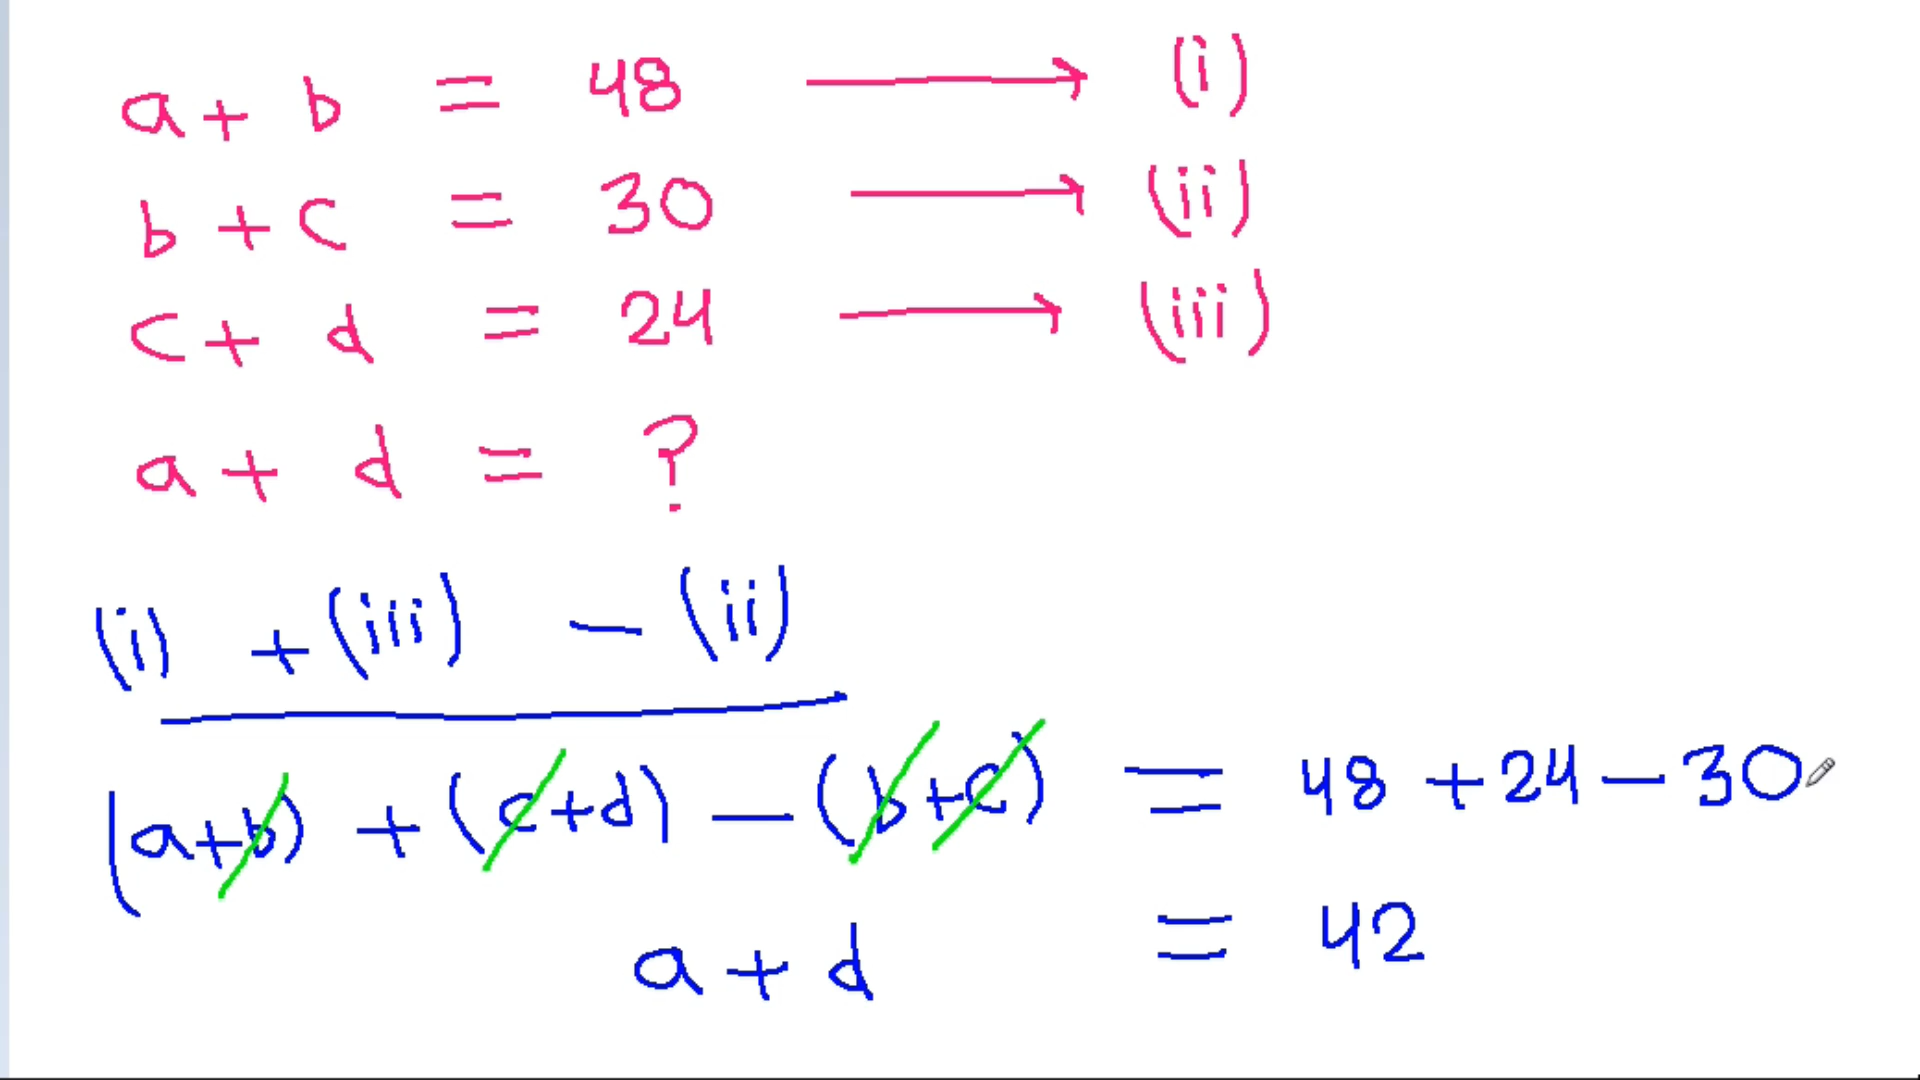 a + b = 48 ⟶ (i)
b + c = 30 ⟶ (ii)
c + d = 24 ⟶ (iii)
a + d = ?
(i) + (iii) − (ii)
(a+b) + (c+d) − (b+c) = 48 + 24 − 30
a + d = 42